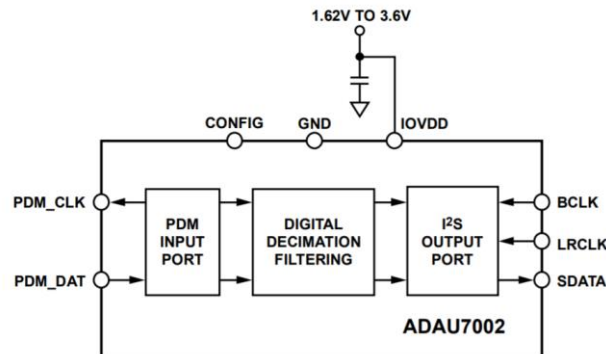 1.62V TO 3.6V
CONFIG GND IOVDD
PDM_CLK
PDM_DAT
PDM
INPUT
PORT
DIGITAL
DECIMATION
FILTERING
I²S
OUTPUT
PORT
BCLK
LRCLK
SDATA
ADAU7002